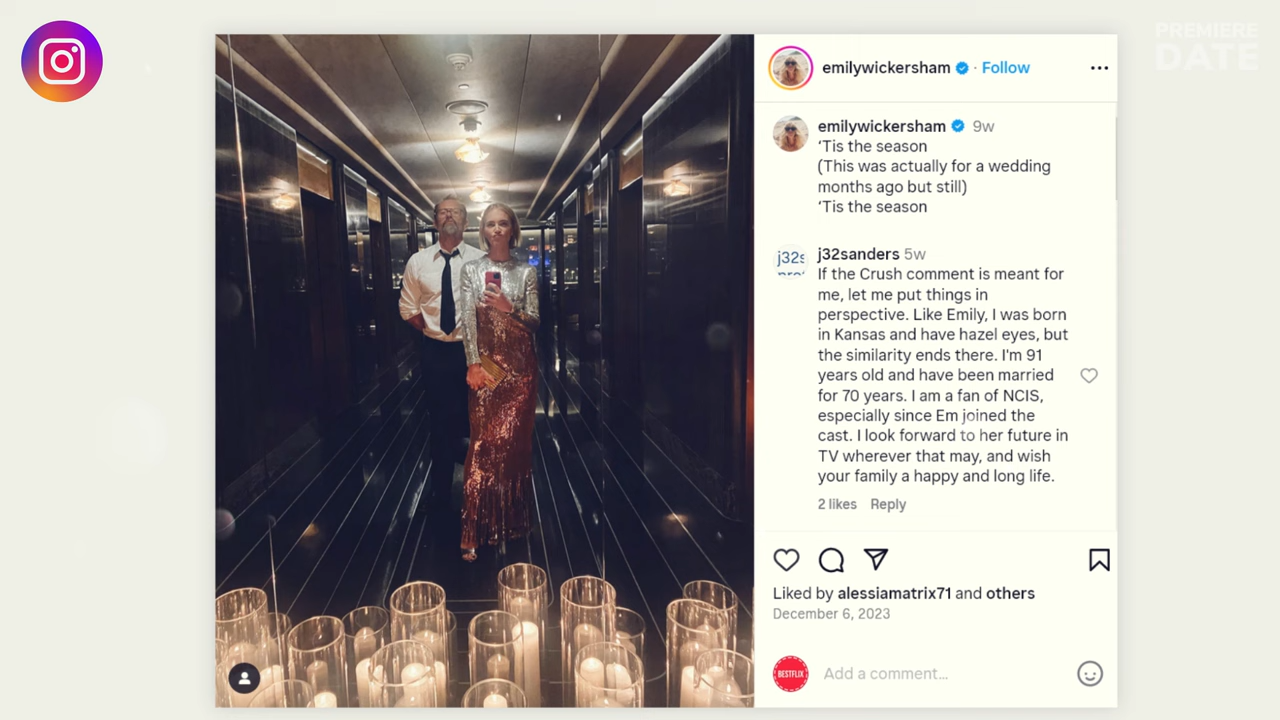 PREMIERE
DATE
emilywickersham · Follow
emilywickersham 9w
‘Tis the season
(This was actually for a wedding
months ago but still)
‘Tis the season
j32sanders 5w
If the Crush comment is meant for
me, let me put things in
perspective. Like Emily, I was born
in Kansas and have hazel eyes, but
the similarity ends there. I'm 91
years old and have been married
for 70 years. I am a fan of NCIS,
especially since Em joined the
cast. I look forward to her future in
TV wherever that may, and wish
your family a happy and long life.
2 likes Reply
Liked by alessiamatrix71 and others
December 6, 2023
BESTFLIX
Add a comment...